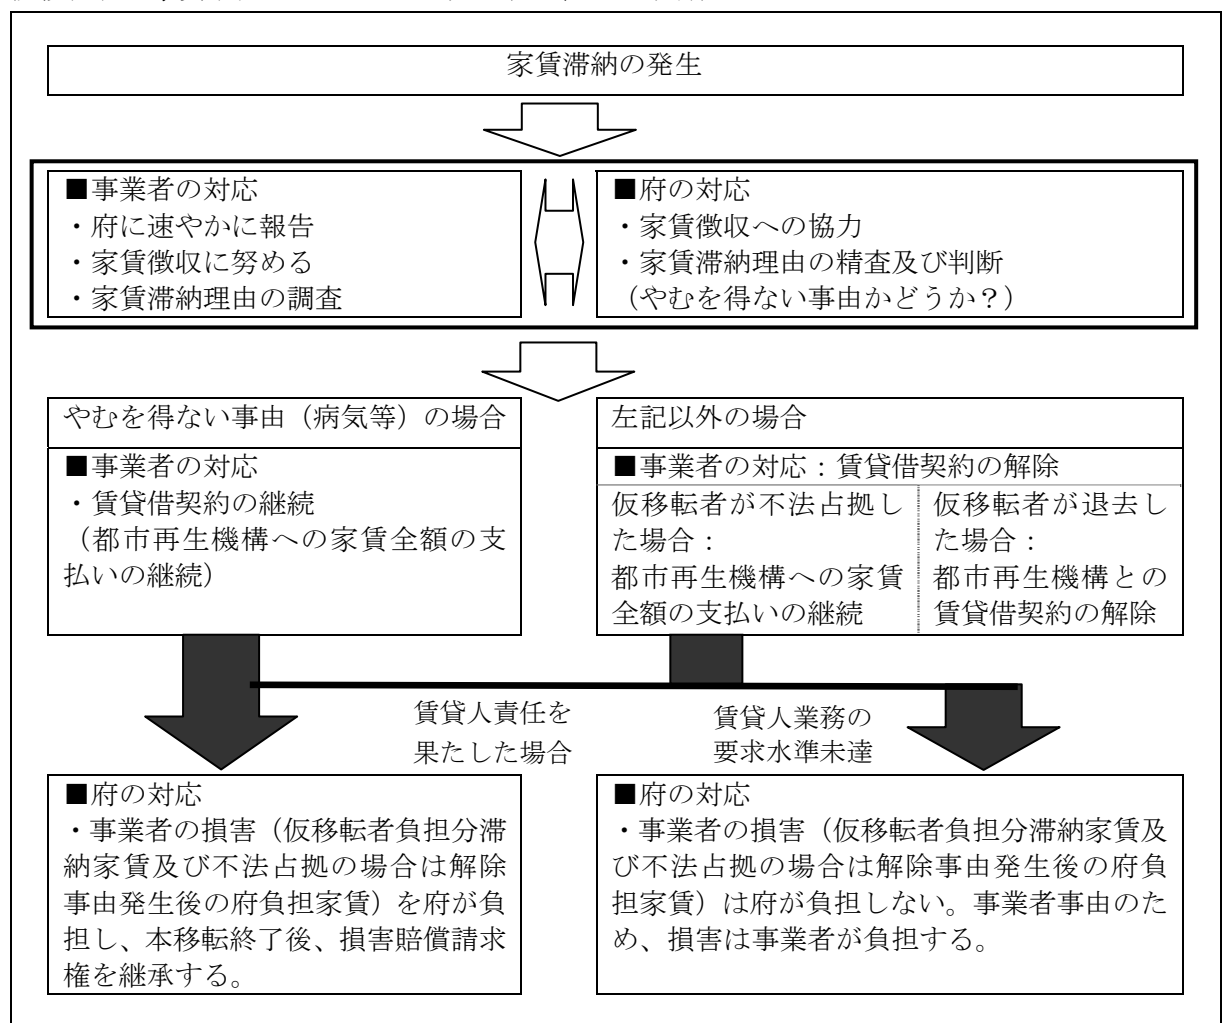 家賃滞納の発生
■事業者の対応
・府に速やかに報告
・家賃徴収に努める
・家賃滞納理由の調査
■府の対応
・家賃徴収への協力
・家賃滞納理由の精査及び判断
（やむを得ない事由かどうか？）
やむを得ない事由（病気等）の場合
■事業者の対応
・賃貸借契約の継続
（都市再生機構への家賃全額の支
払いの継続）
左記以外の場合
■事業者の対応：賃貸借契約の解除
仮移転者が不法占拠し
た場合：
都市再生機構への家賃
全額の支払いの継続
仮移転者が退去し
た場合：
都市再生機構との
賃貸借契約の解除
賃貸人責任を
果たした場合
賃貸人業務の
要求水準未達
■府の対応
・事業者の損害（仮移転者負担分滞
納家賃及び不法占拠の場合は解除
事由発生後の府負担家賃）を府が負
担し、本移転終了後、損害賠償請求
権を継承する。
■府の対応
・事業者の損害（仮移転者負担分滞納家賃及
び不法占拠の場合は解除事由発生後の府負
担家賃）は府が負担しない。事業者事由のた
め、損害は事業者が負担する。